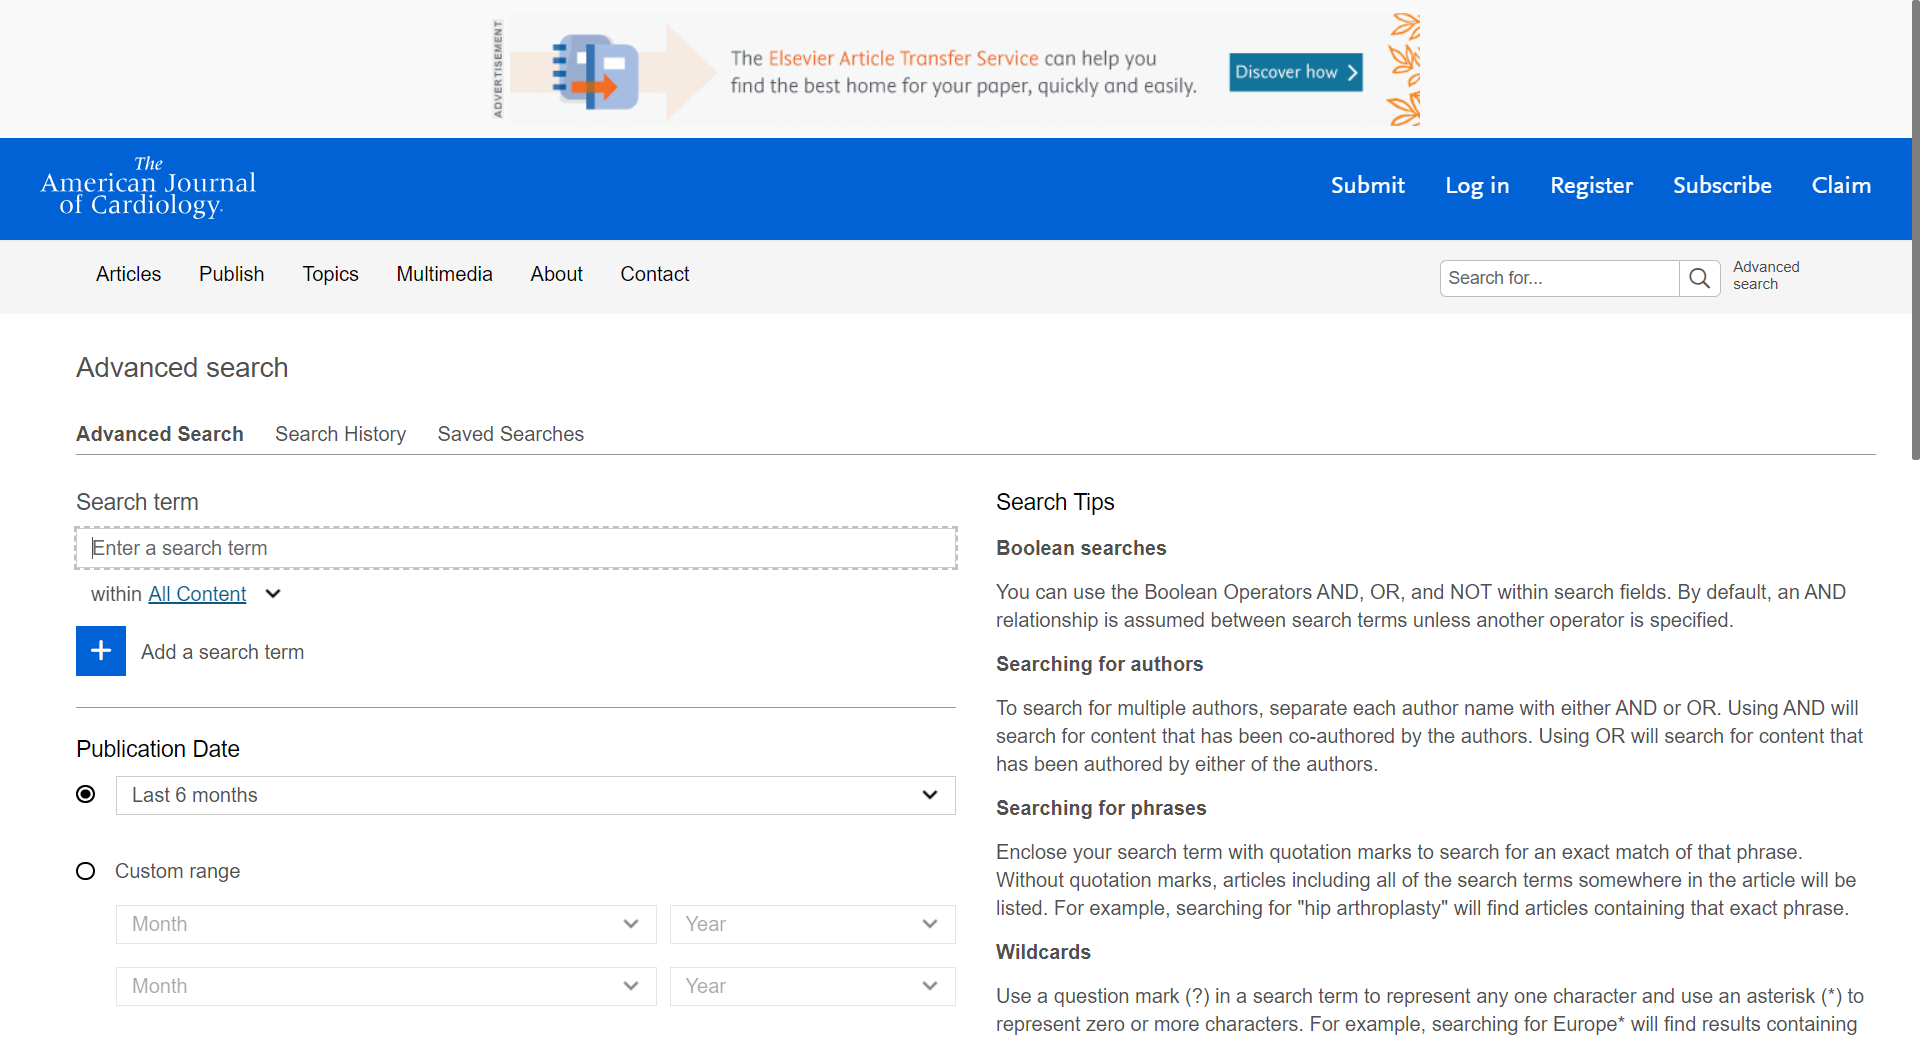 ADVERTISEMENT
The Elsevier Article Transfer Service can help you
find the best home for your paper, quickly and easily.
Discover how
The
American Journal
of Cardiology.
Submit
Log in
Register
Subscribe
Claim
Articles
Publish
Topics
Multimedia
About
Contact
Search for...
Advanced
search
Advanced search
Advanced Search
Search History
Saved Searches
Search term
Enter a search term
within All Content
Add a search term
Publication Date
Last 6 months
Custom range
Month
Year
Month
Year
Search Tips
Boolean searches
You can use the Boolean Operators AND, OR, and NOT within search fields. By default, an AND
relationship is assumed between search terms unless another operator is specified.
Searching for authors
To search for multiple authors, separate each author name with either AND or OR. Using AND will
search for content that has been co-authored by the authors. Using OR will search for content that
has been authored by either of the authors.
Searching for phrases
Enclose your search term with quotation marks to search for an exact match of that phrase.
Without quotation marks, articles including all of the search terms somewhere in the article will be
listed. For example, searching for "hip arthroplasty" will find articles containing that exact phrase.
Wildcards
Use a question mark (?) in a search term to represent any one character and use an asterisk (*) to
represent zero or more characters. For example, searching for Europe* will find results containing